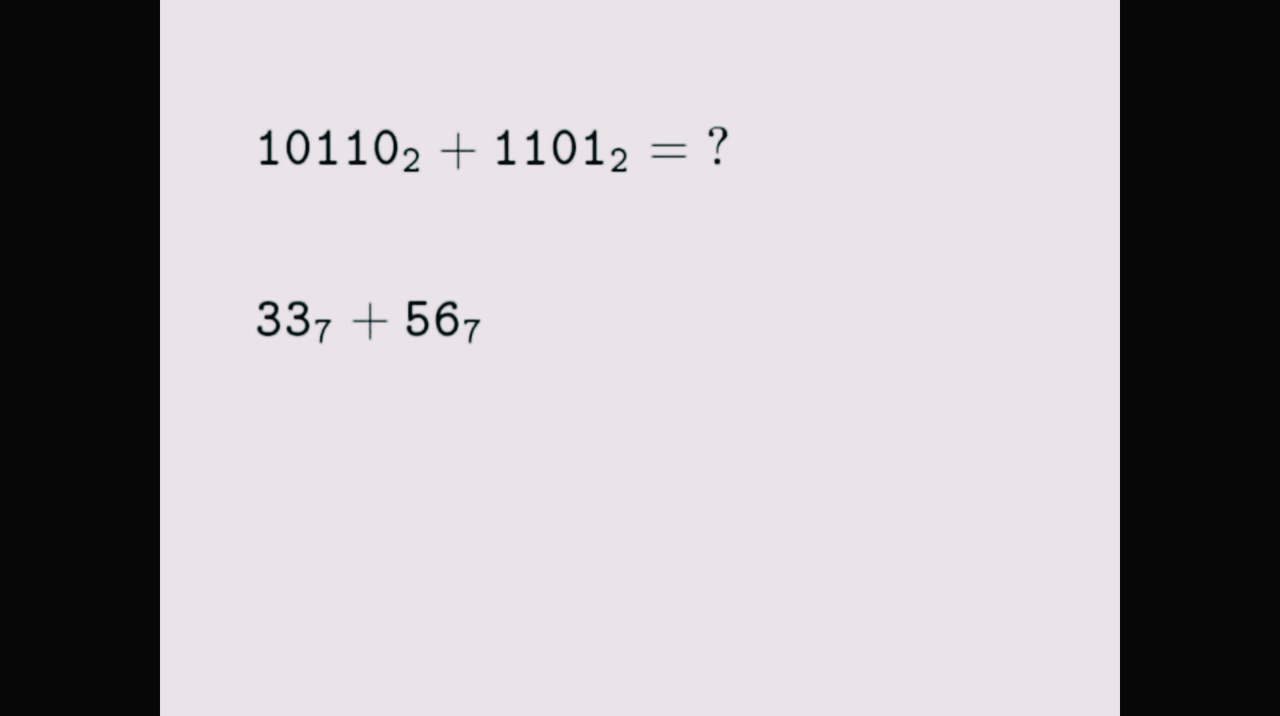 10110₂ + 1101₂ = ?
33₇ + 56₇